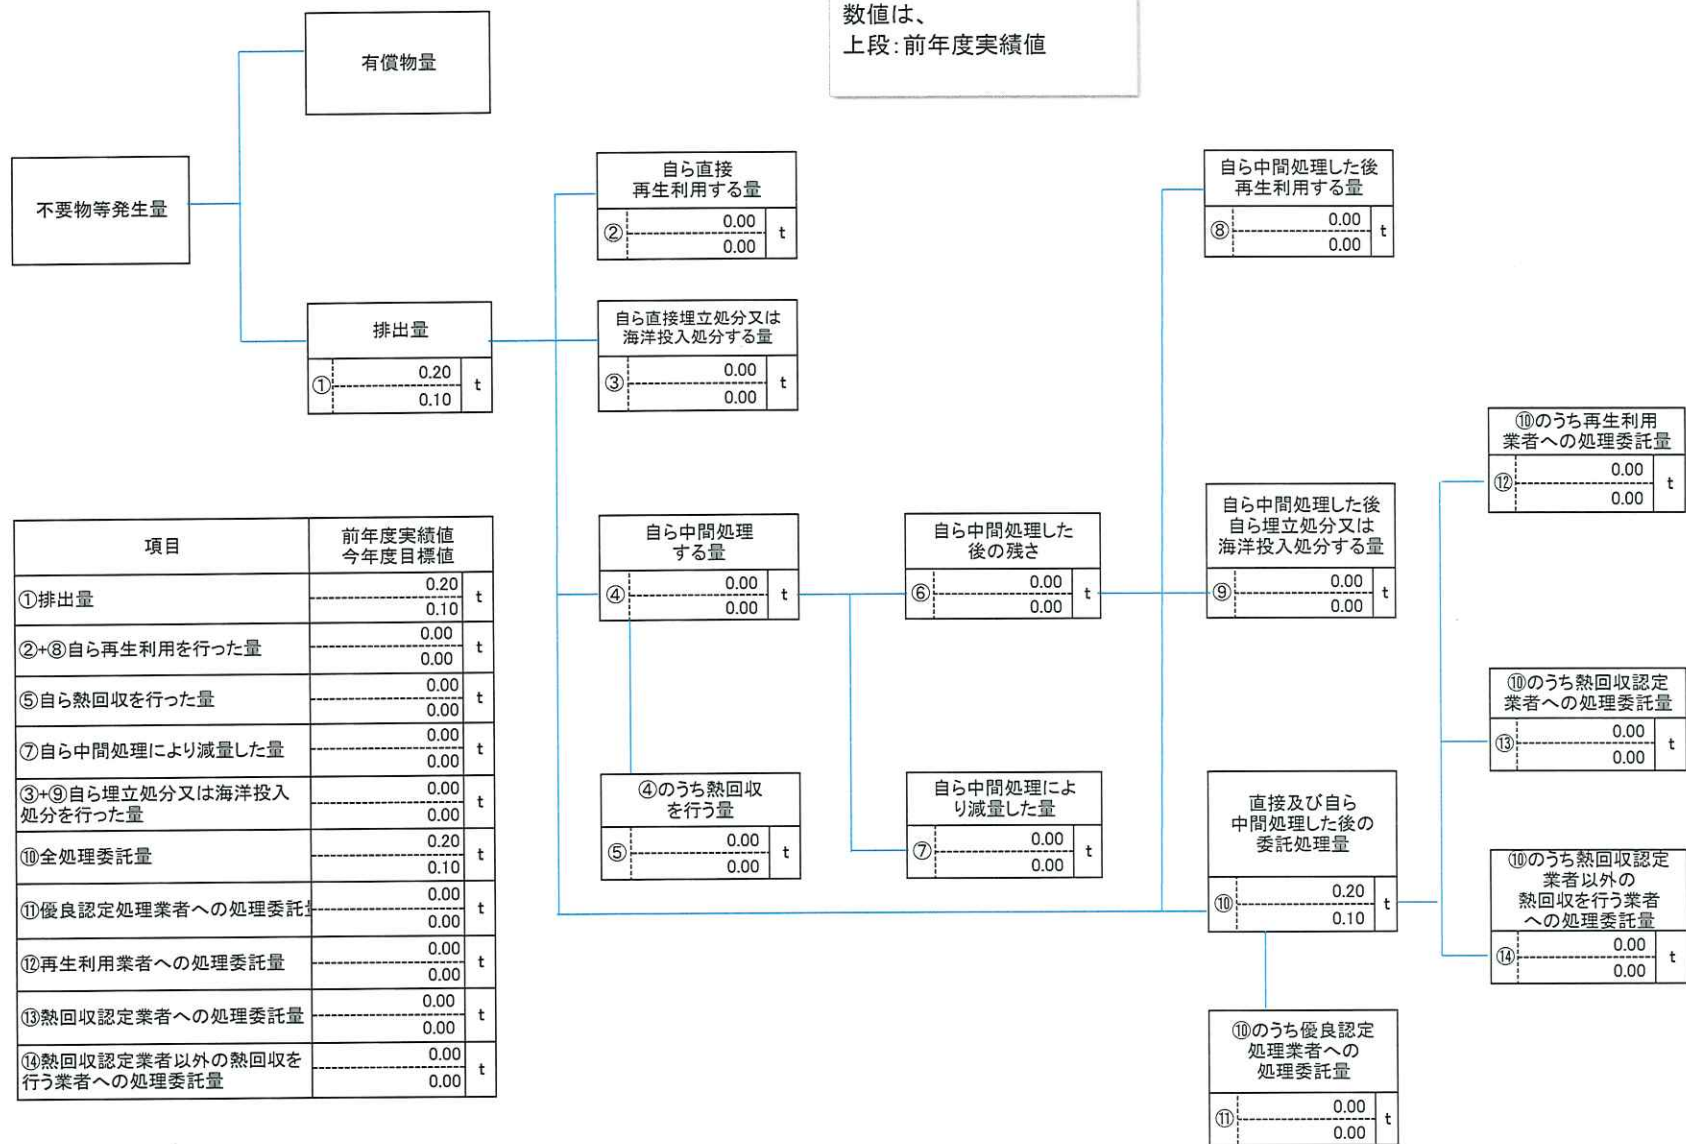 数値は、
上段：前年度実績値
有償物量
不要物等発生量
排出量
① 0.20 t
0.10
自ら直接
再生利用する量
② 0.00 t
0.00
自ら直接埋立処分又は
海洋投入処分する量
③ 0.00 t
0.00
自ら中間処理
する量
④ 0.00 t
0.00
④のうち熱回収
を行う量
⑤ 0.00 t
0.00
自ら中間処理した
後の残さ
⑥ 0.00 t
0.00
自ら中間処理によ
り減量した量
⑦ 0.00 t
0.00
自ら中間処理した後
再生利用する量
⑧ 0.00 t
0.00
自ら中間処理した後
自ら埋立処分又は
海洋投入処分する量
⑨ 0.00 t
0.00
直接及び自ら
中間処理した後の
委託処理量
⑩ 0.20 t
0.10
⑩のうち優良認定
処理業者への
処理委託量
⑪ 0.00 t
0.00
⑩のうち再生利用
業者への処理委託量
⑫ 0.00 t
0.00
⑩のうち熱回収認定
業者への処理委託量
⑬ 0.00 t
0.00
⑩のうち熱回収認定
業者以外の
熱回収を行う業者
への処理委託量
⑭ 0.00 t
0.00
項目 前年度実績値
今年度目標値
①排出量 0.20 t
0.10
②+⑧自ら再生利用を行った量 0.00 t
0.00
⑤自ら熱回収を行った量 0.00 t
0.00
⑦自ら中間処理により減量した量 0.00 t
0.00
③+⑨自ら埋立処分又は海洋投入 0.00 t
処分を行った量 0.00
⑩全処理委託量 0.20 t
0.10
⑪優良認定処理業者への処理委託 0.00 t
0.00
⑫再生利用業者への処理委託量 0.00 t
0.00
⑬熱回収認定業者への処理委託量 0.00 t
0.00
⑭熱回収認定業者以外の熱回収を 0.00 t
行う業者への処理委託量 0.00